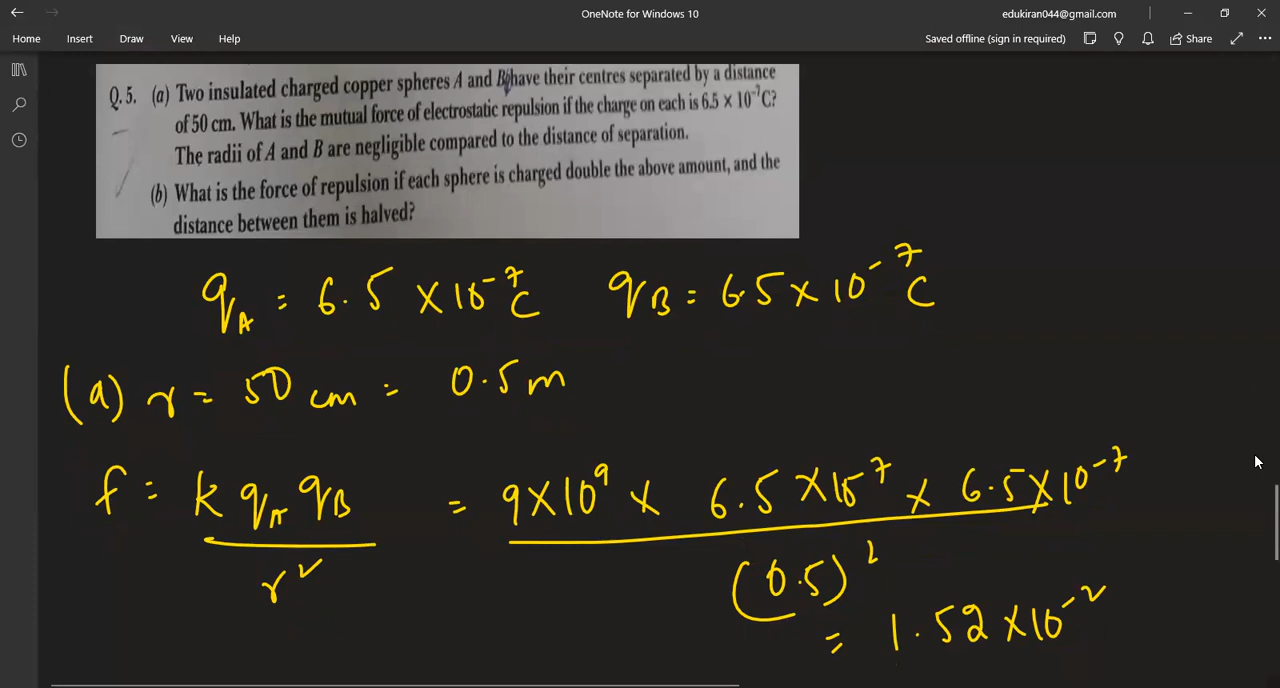 OneNote for Windows 10
edukiran044@gmail.com
Home Insert Draw View Help
Saved offline (sign in required)
Share
Q.5. (a) Two insulated charged copper spheres A and B have their centres separated by a distance
of 50 cm. What is the mutual force of electrostatic repulsion if the charge on each is 6.5 × 10⁻⁷C?
The radii of A and B are negligible compared to the distance of separation.
(b) What is the force of repulsion if each sphere is charged double the above amount, and the
distance between them is halved?
q_A = 6.5 × 10⁻⁷ C q_B = 6.5 × 10⁻⁷ C
(a) r = 50 cm = 0.5 m
f = k q_A q_B / r² = 9 × 10⁹ × 6.5 × 10⁻⁷ × 6.5 × 10⁻⁷ / (0.5)²
= 1.52 × 10⁻²